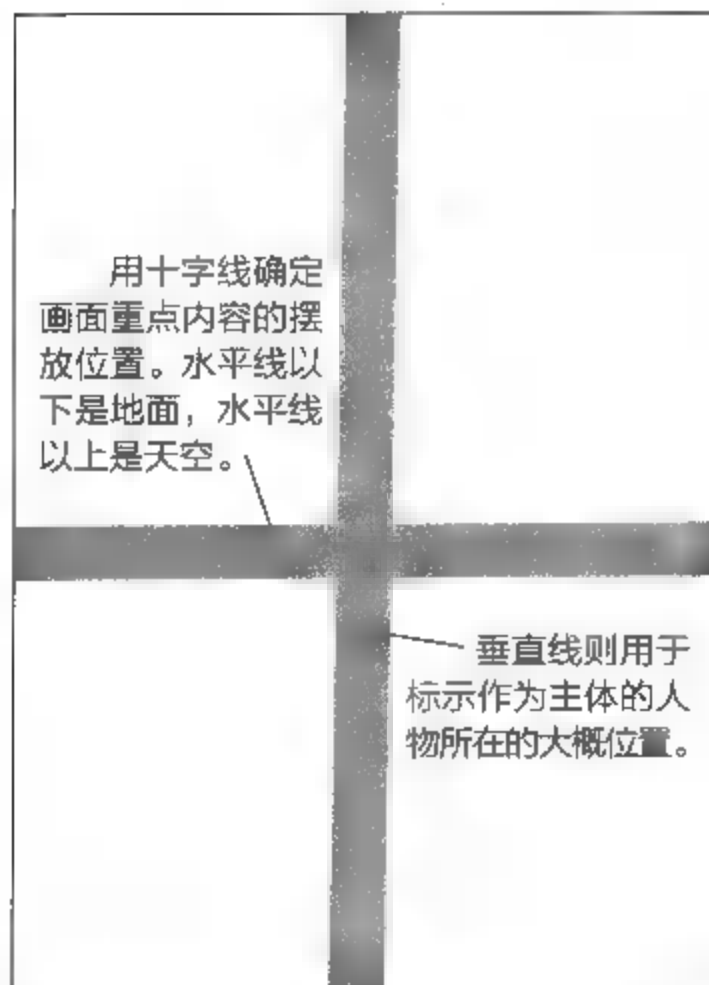 用十字线确定
画面重点内容的摆
放位置。水平线以
下是地面，水平线
以上是天空。
垂直线则用于
标示作为主体的人
物所在的大概位置。